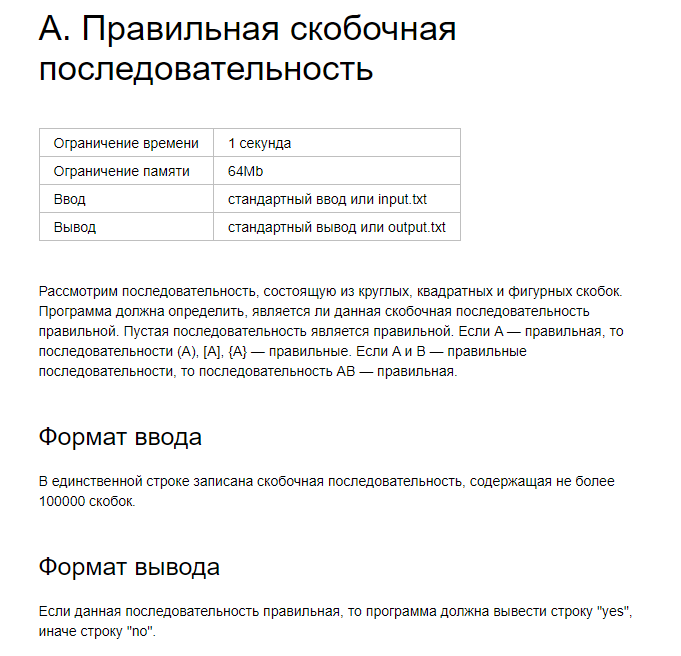 А. Правильная скобочная
последовательность
Ограничение времени 1 секунда
Ограничение памяти 64Mb
Ввод стандартный ввод или input.txt
Вывод стандартный вывод или output.txt
Рассмотрим последовательность, состоящую из круглых, квадратных и фигурных скобок.
Программа должна определить, является ли данная скобочная последовательность
правильной. Пустая последовательность является правильной. Если A — правильная, то
последовательности (A), [A], {A} — правильные. Если A и B — правильные
последовательности, то последовательность AB — правильная.
Формат ввода
В единственной строке записана скобочная последовательность, содержащая не более
100000 скобок.
Формат вывода
Если данная последовательность правильная, то программа должна вывести строку "yes",
иначе строку "no".